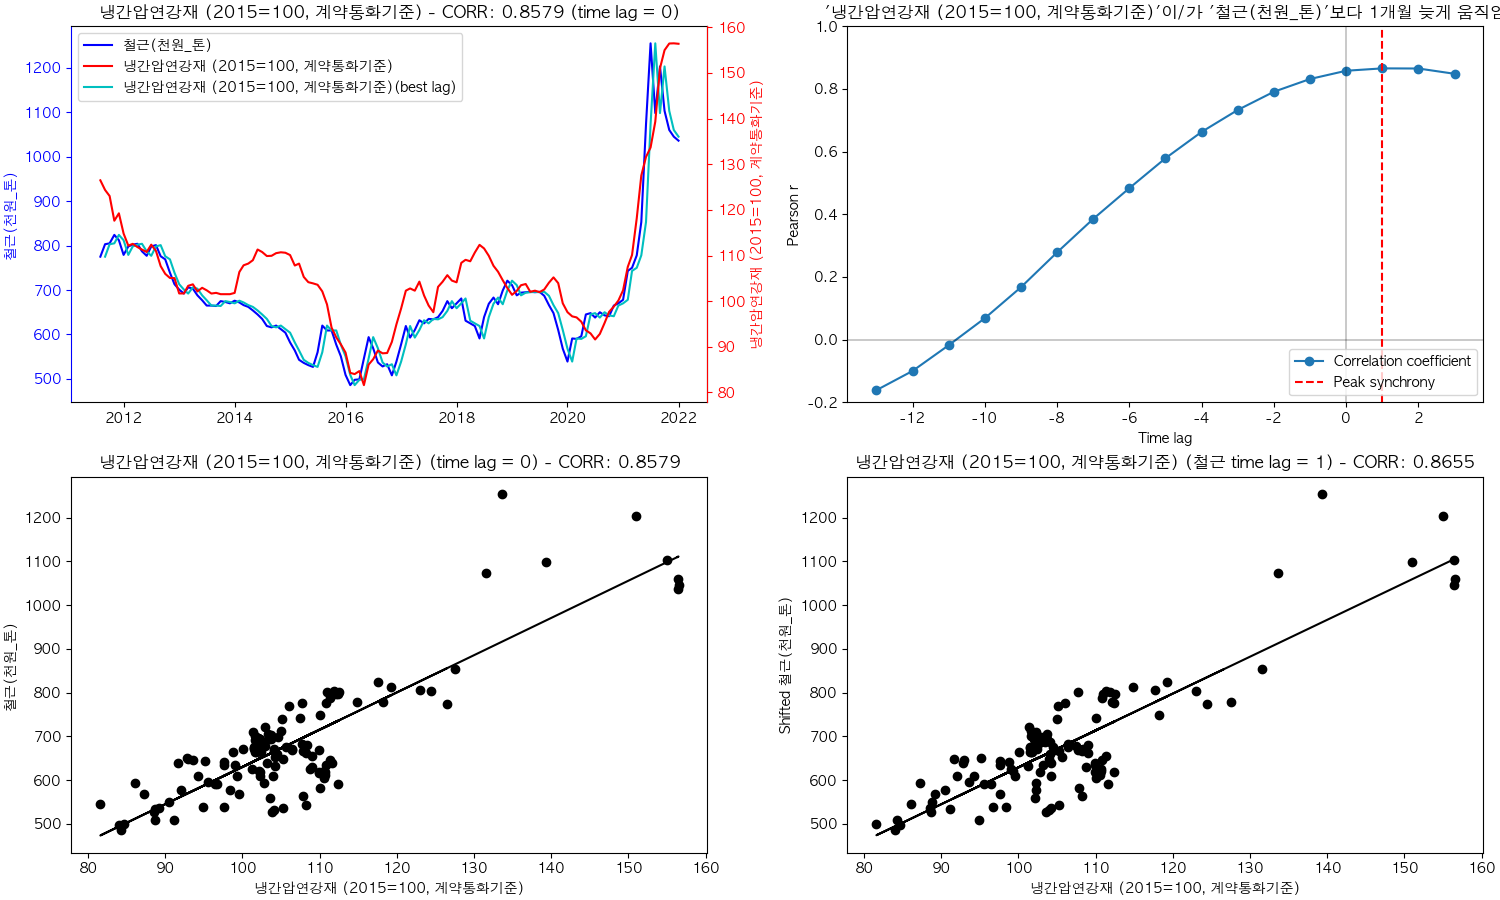 냉간압연강재 (2015=100, 계약통화기준) - CORR: 0.8579 (time lag = 0)
철근(천원_톤)
냉간압연강재 (2015=100, 계약통화기준)
냉간압연강재 (2015=100, 계약통화기준)(best lag)
1200
1100
1000
900
800
700
600
500
철근(천원_톤)
160
150
140
130
120
110
100
90
80
냉간압연강재 (2015=100, 계약통화기준)
2012 2014 2016 2018 2020 2022
'냉간압연강재 (2015=100, 계약통화기준)'이/가 '철근(천원_톤)'보다 1개월 늦게 움직임
1.0
0.8
0.6
0.4
0.2
0.0
-0.2
Pearson r
Correlation coefficient
Peak synchrony
-12 -10 -8 -6 -4 -2 0 2
Time lag
냉간압연강재 (2015=100, 계약통화기준) (time lag = 0) - CORR: 0.8579
1200
1100
1000
900
800
700
600
500
철근(천원_톤)
80 90 100 110 120 130 140 150 160
냉간압연강재 (2015=100, 계약통화기준)
냉간압연강재 (2015=100, 계약통화기준) (철근 time lag = 1) - CORR: 0.8655
1200
1100
1000
900
800
700
600
500
Shifted 철근(천원_톤)
80 90 100 110 120 130 140 150 160
냉간압연강재 (2015=100, 계약통화기준)